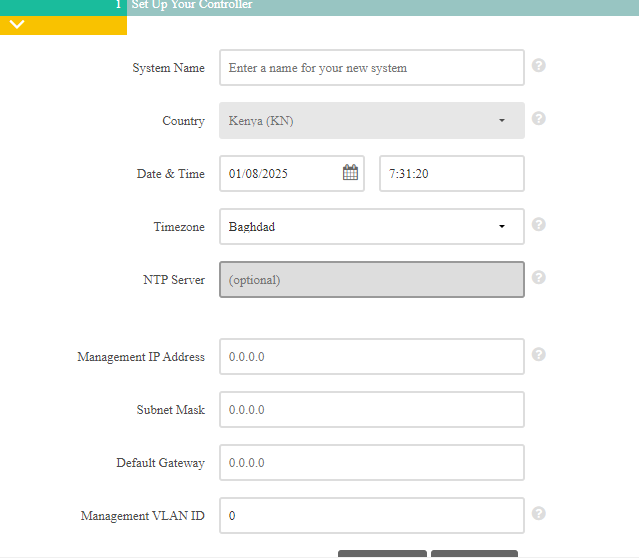 1 Set Up Your Controller
System Name Enter a name for your new system ?
Country Kenya (KN) ?
Date & Time 01/08/2025 7:31:20
Timezone Baghdad ?
NTP Server (optional) ?
Management IP Address 0.0.0.0 ?
Subnet Mask 0.0.0.0
Default Gateway 0.0.0.0
Management VLAN ID 0 ?